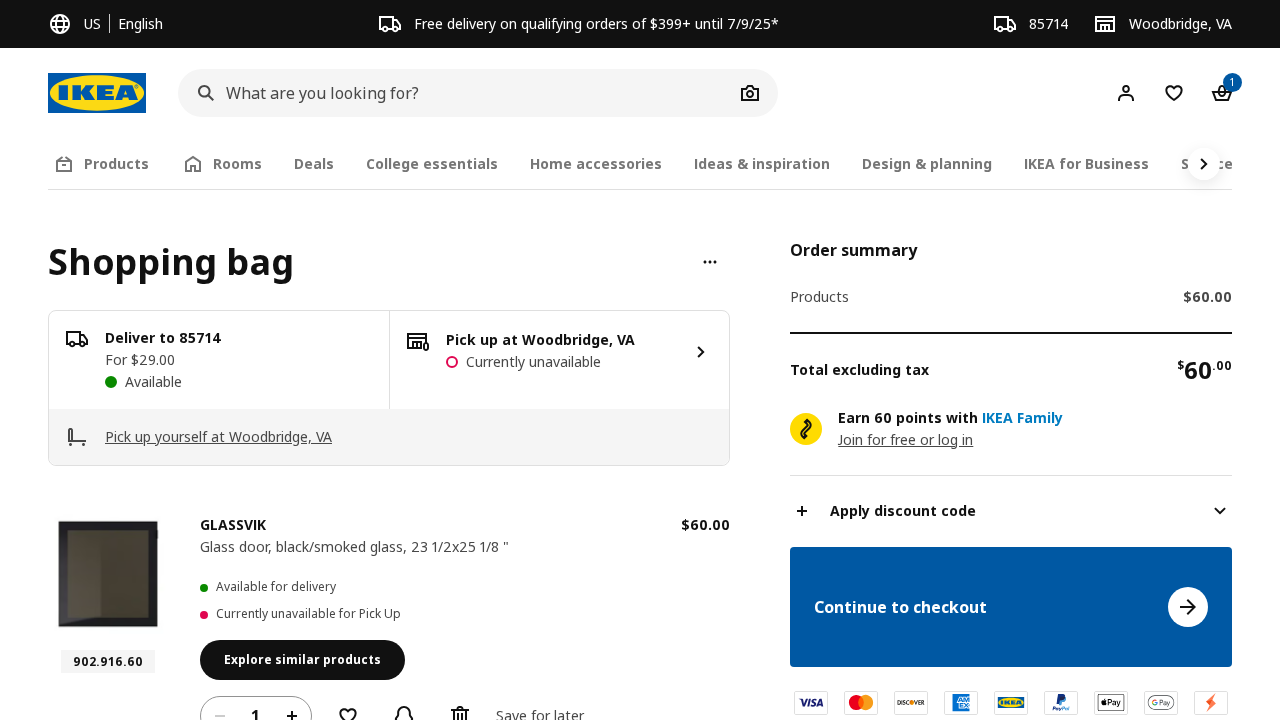 US English
Free delivery on qualifying orders of $399+ until 7/9/25*
85714
Woodbridge, VA
IKEA
What are you looking for?
1
Products
Rooms
Deals
College essentials
Home accessories
Ideas & inspiration
Design & planning
IKEA for Business
Shopping bag
Deliver to 85714
For $29.00
Available
Pick up at Woodbridge, VA
Currently unavailable
Pick up yourself at Woodbridge, VA
GLASSVIK
$60.00
Glass door, black/smoked glass, 23 1/2x25 1/8 "
Available for delivery
Currently unavailable for Pick Up
902.916.60
Explore similar products
1
Save for later
Order summary
Products $60.00
Total excluding tax $60.00
Earn 60 points with IKEA Family
Join for free or log in
Apply discount code
Continue to checkout
VISA
DISCOVER
AMEX
IKEA
PayPal
Pay
G Pay